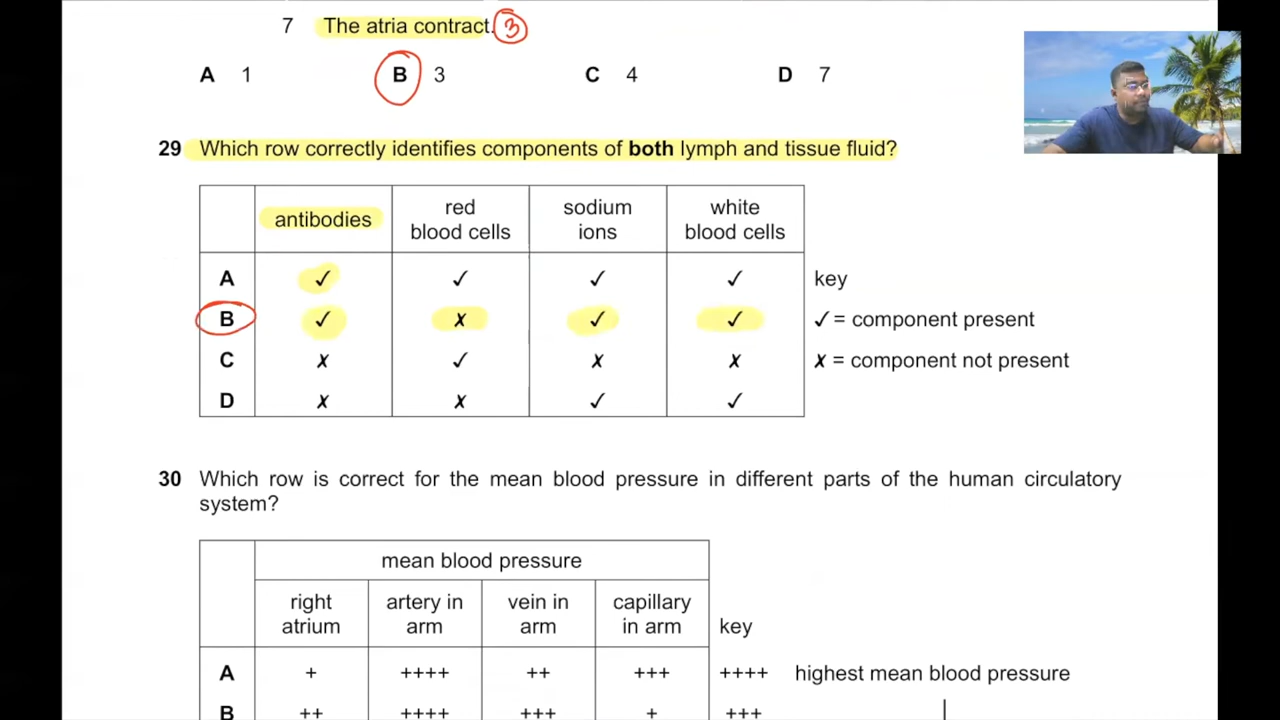 7 The atria contract. 3
A 1 B 3 C 4 D 7
29 Which row correctly identifies components of both lymph and tissue fluid?
antibodies red blood cells sodium ions white blood cells
A ✓ ✓ ✓ ✓ key
B ✓ ✗ ✓ ✓ ✓ = component present
C ✗ ✓ ✗ ✗ ✗ = component not present
D ✗ ✗ ✓ ✓
30 Which row is correct for the mean blood pressure in different parts of the human circulatory
system?
mean blood pressure
right atrium artery in arm vein in arm capillary in arm key
A + ++++ ++ +++ ++++ highest mean blood pressure
B ++ ++++ +++ + +++